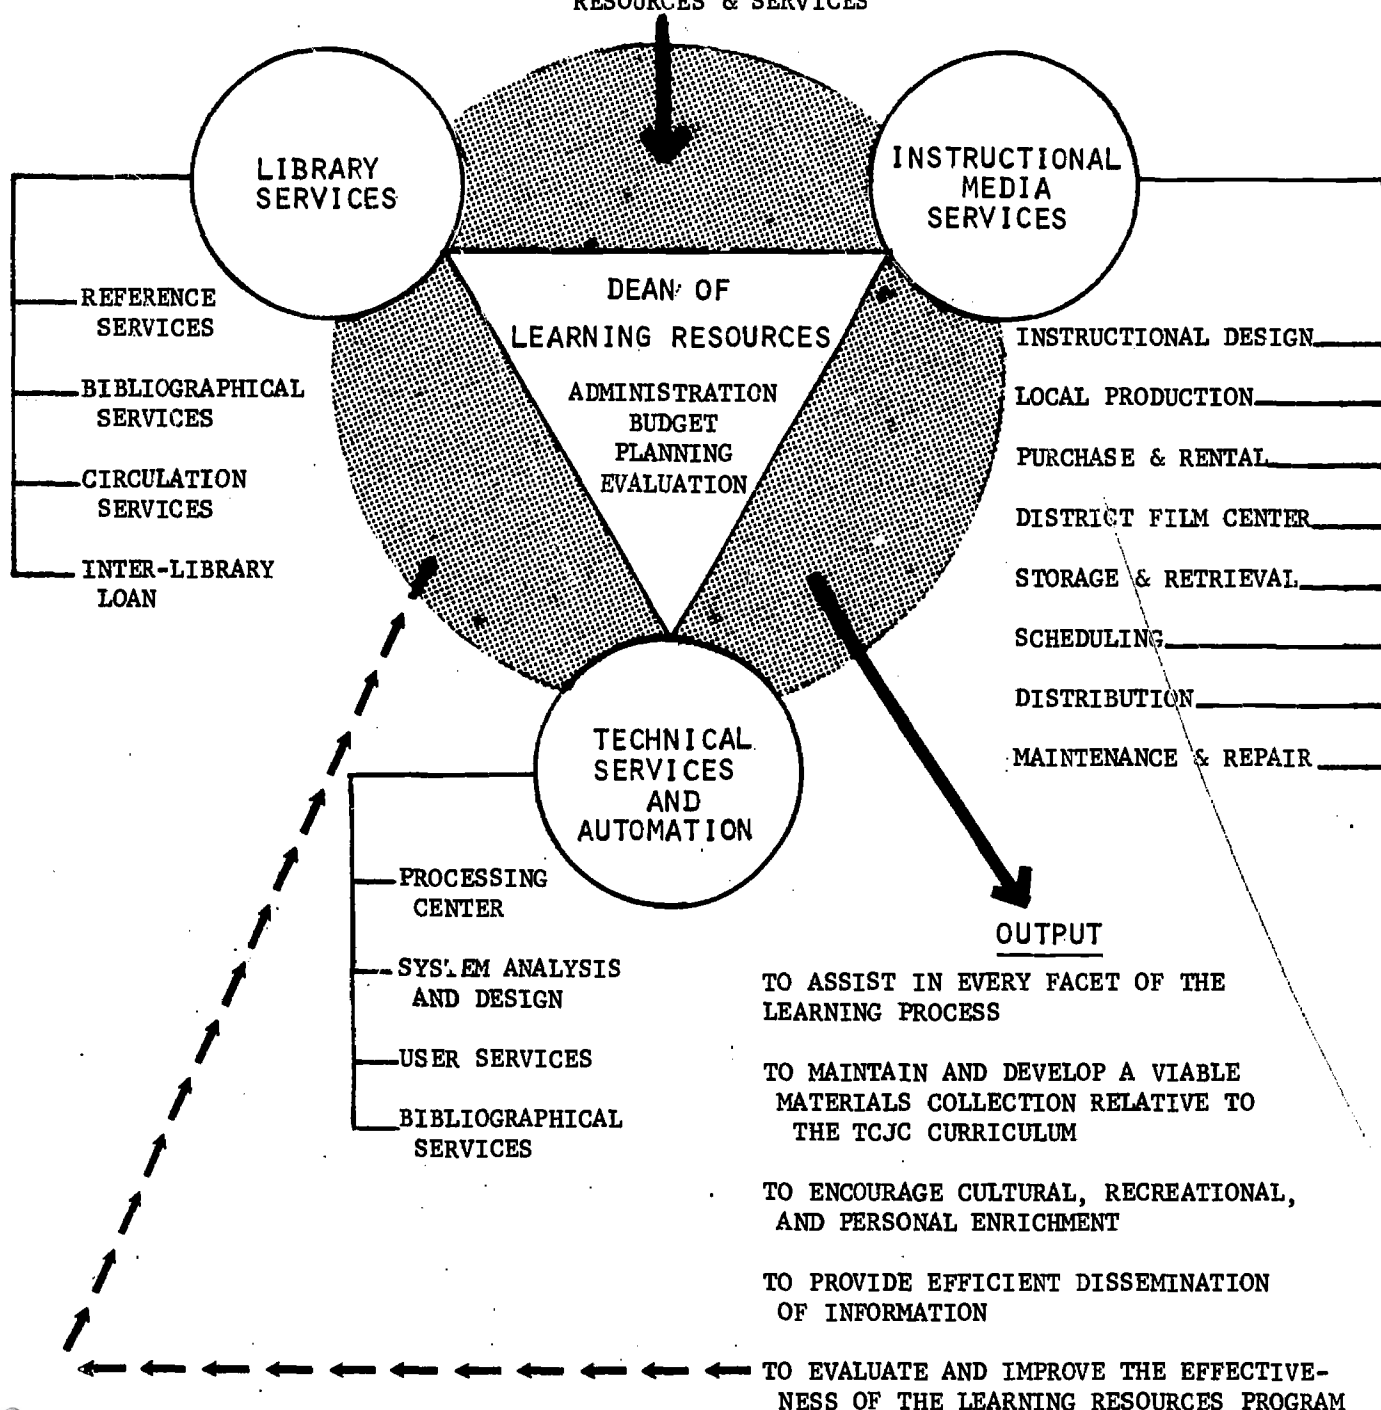 RESOURCES & SERVICES
LIBRARY
SERVICES
INSTRUCTIONAL
MEDIA
SERVICES
DEAN OF
LEARNING RESOURCES
ADMINISTRATION
BUDGET
PLANNING
EVALUATION
REFERENCE
SERVICES
BIBLIOGRAPHICAL
SERVICES
CIRCULATION
SERVICES
INTER-LIBRARY
LOAN
INSTRUCTIONAL DESIGN
LOCAL PRODUCTION
PURCHASE & RENTAL
DISTRICT FILM CENTER
STORAGE & RETRIEVAL
SCHEDULING
DISTRIBUTION
MAINTENANCE & REPAIR
TECHNICAL
SERVICES
AND
AUTOMATION
PROCESSING
CENTER
SYSTEM ANALYSIS
AND DESIGN
USER SERVICES
BIBLIOGRAPHICAL
SERVICES
OUTPUT
TO ASSIST IN EVERY FACET OF THE
LEARNING PROCESS
TO MAINTAIN AND DEVELOP A VIABLE
MATERIALS COLLECTION RELATIVE TO
THE TCJC CURRICULUM
TO ENCOURAGE CULTURAL, RECREATIONAL,
AND PERSONAL ENRICHMENT
TO PROVIDE EFFICIENT DISSEMINATION
OF INFORMATION
TO EVALUATE AND IMPROVE THE EFFECTIVE-
NESS OF THE LEARNING RESOURCES PROGRAM